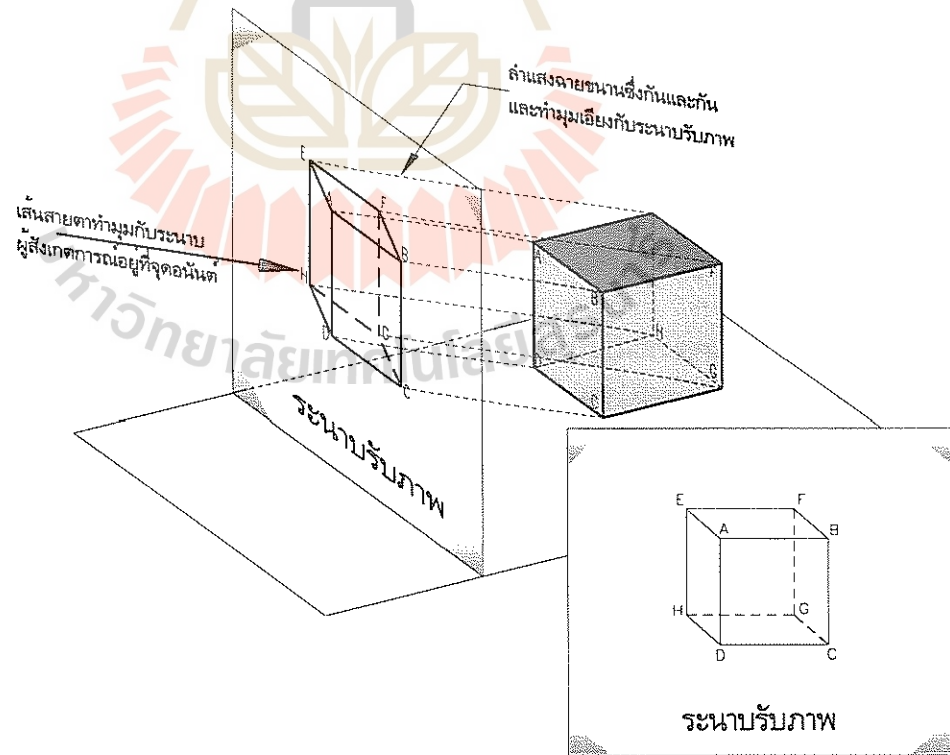 ลำแสงฉายขนานซึ่งกันและกัน
และทำมุมเอียงกับระนาบรับภาพ
E
A
F
เส้นสายตาทำมุมกับระนาบ
ผู้สังเกตการณ์อยู่ที่จุดอนันต์
B
H
D
G
C
A
B
F
H
D
G
C
มหาวิทยาลัยเทคโนโลยีสุรนารี
ระนาบรับภาพ
E F
A B
H G
D C
ระนาบรับภาพ